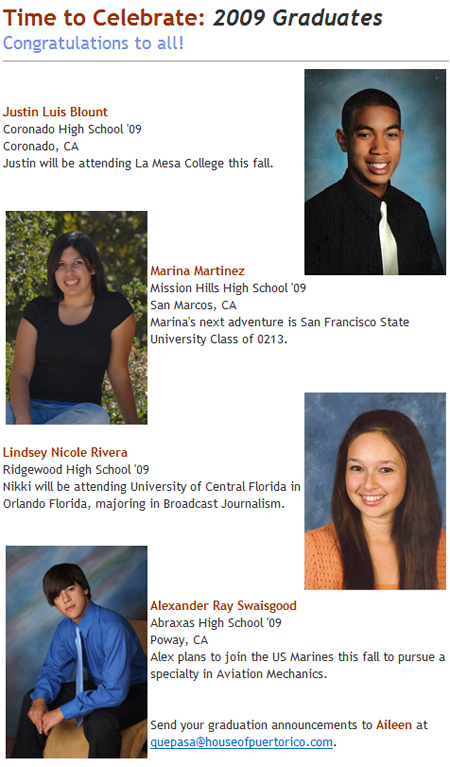 Time to Celebrate: 2009 Graduates
Congratulations to all!
Justin Luis Blount
Coronado High School '09
Coronado, CA
Justin will be attending La Mesa College this fall.
Marina Martinez
Mission Hills High School '09
San Marcos, CA
Marina's next adventure is San Francisco State
University Class of 0213.
Lindsey Nicole Rivera
Ridgewood High School '09
Nikki will be attending University of Central Florida in
Orlando Florida, majoring in Broadcast Journalism.
Alexander Ray Swaisgood
Abraxas High School '09
Poway, CA
Alex plans to join the US Marines this fall to pursue a
specialty in Aviation Mechanics.
Send your graduation announcements to Aileen at
quepasa@houseofpuertorico.com.